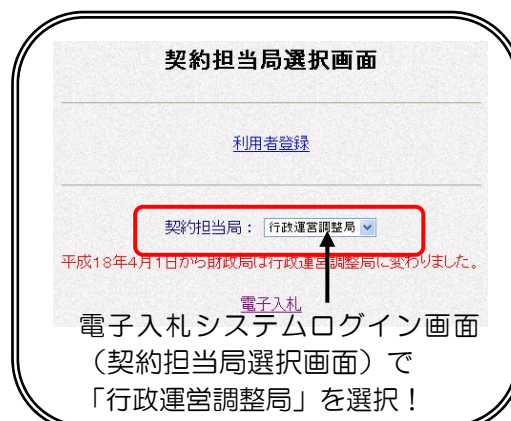 契約担当局選択画面
利用者登録
契約担当局： 行政運営調整局
平成18年4月1日から財政局は行政運営調整局に変わりました。
電子入札
電子入札システムログイン画面
（契約担当局選択画面）で
「行政運営調整局」を選択！